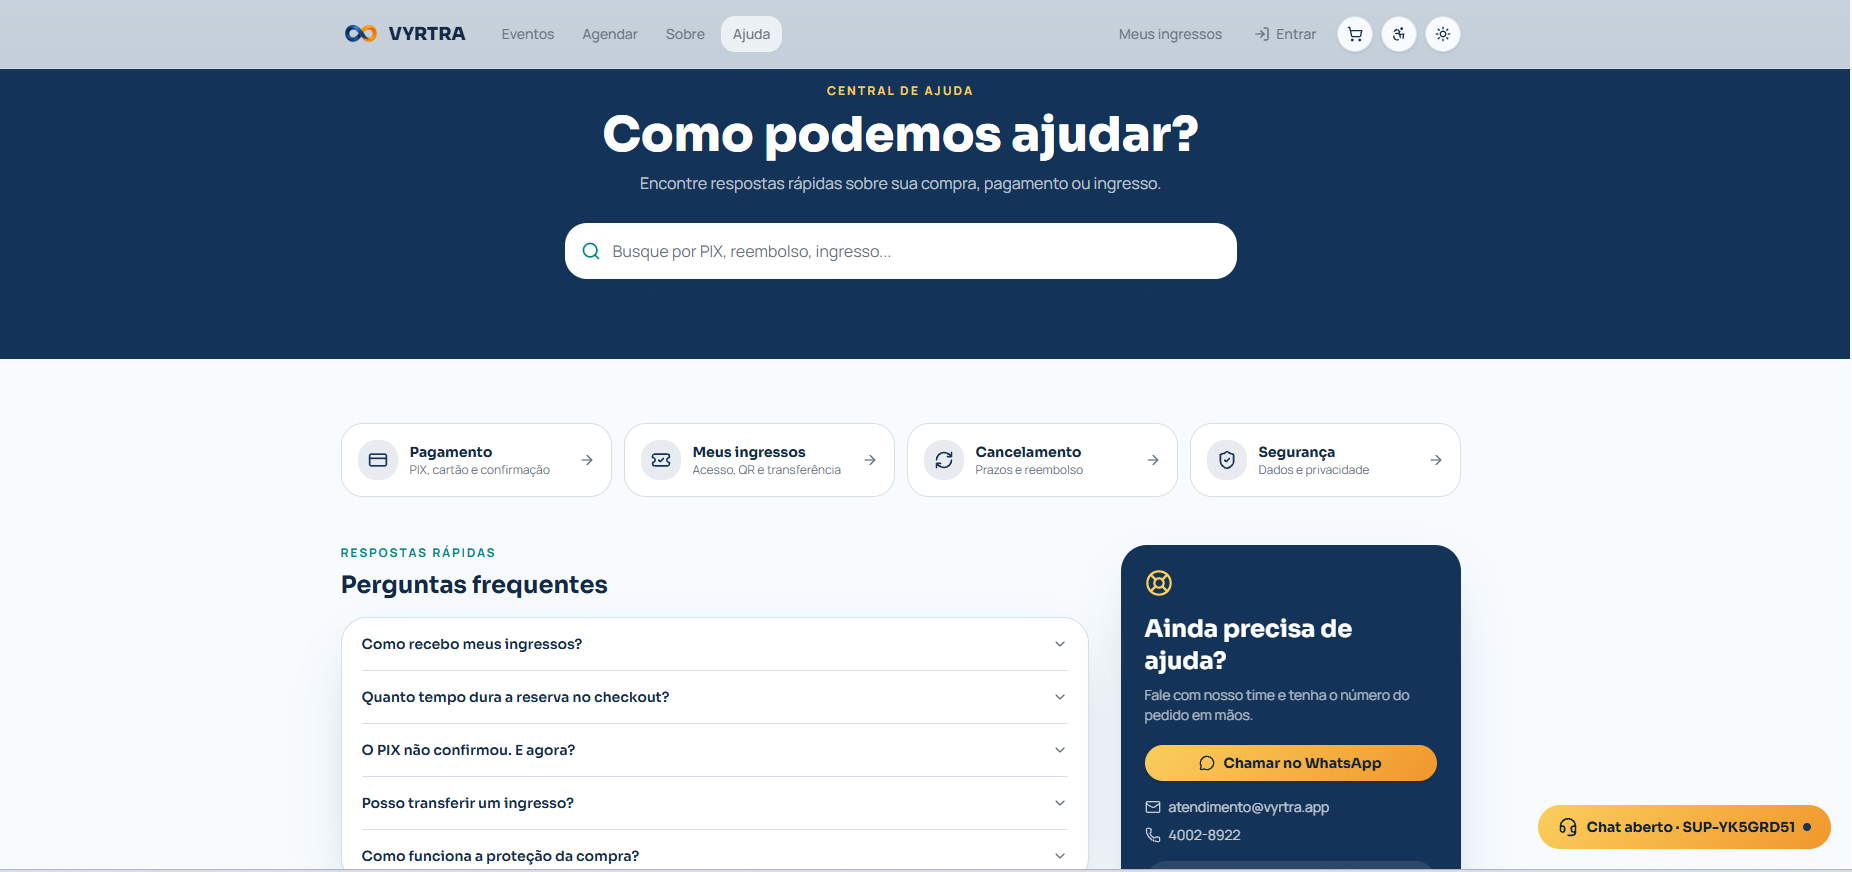 VYRTRA
Eventos
Agendar
Sobre
Ajuda
Meus ingressos
Entrar
CENTRAL DE AJUDA
Como podemos ajudar?
Encontre respostas rápidas sobre sua compra, pagamento ou ingresso.
Busque por PIX, reembolso, ingresso...
Pagamento
PIX, cartão e confirmação
Meus ingressos
Acesso, QR e transferência
Cancelamento
Prazos e reembolso
Segurança
Dados e privacidade
RESPOSTAS RÁPIDAS
Perguntas frequentes
Como recebo meus ingressos?
Quanto tempo dura a reserva no checkout?
O PIX não confirmou. E agora?
Posso transferir um ingresso?
Como funciona a proteção da compra?
Ainda precisa de
ajuda?
Fale com nosso time e tenha o número do
pedido em mãos.
Chamar no WhatsApp
atendimento@vyrtra.app
4002-8922
Chat aberto · SUP-YK5GRD51